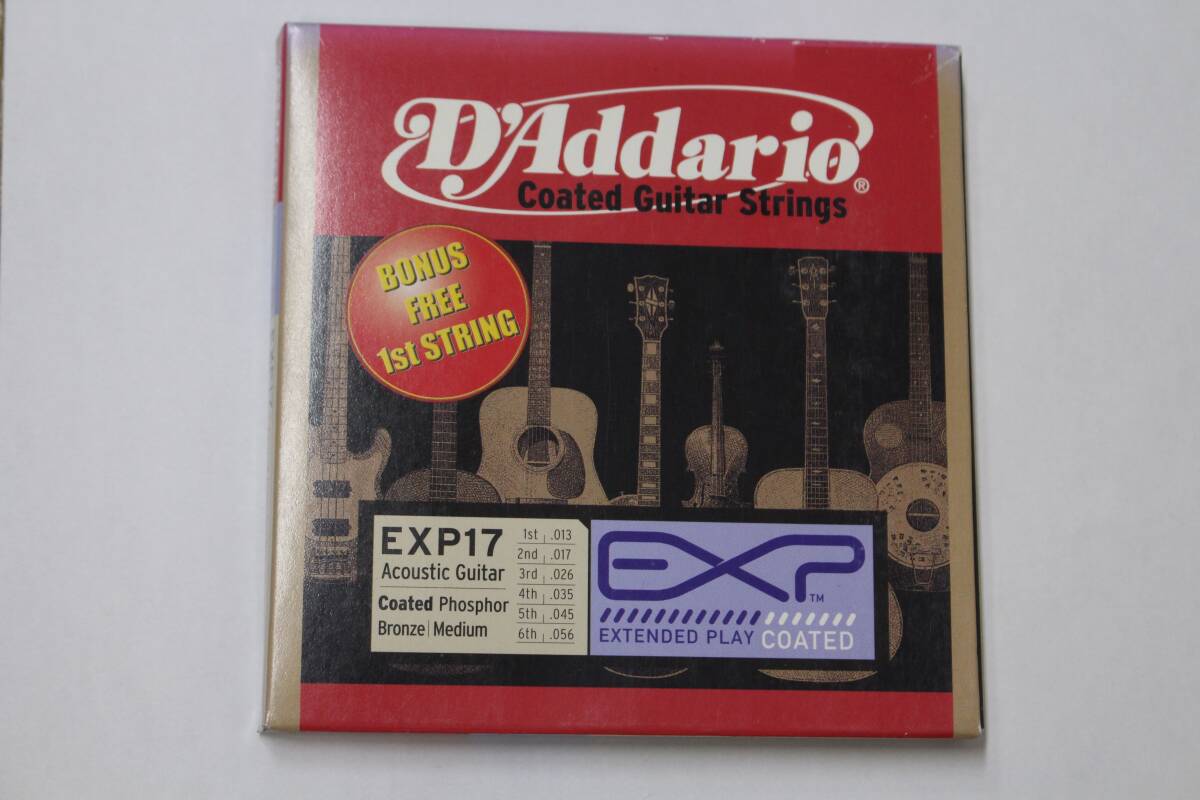 D'Addario®
Coated Guitar Strings
BONUS
FREE
1st STRING
EXP17
Acoustic Guitar
Coated Phosphor
Bronze | Medium
1st | .013
2nd | .017
3rd | .026
4th | .035
5th | .045
6th | .056
EXP™
EXTENDED PLAY COATED